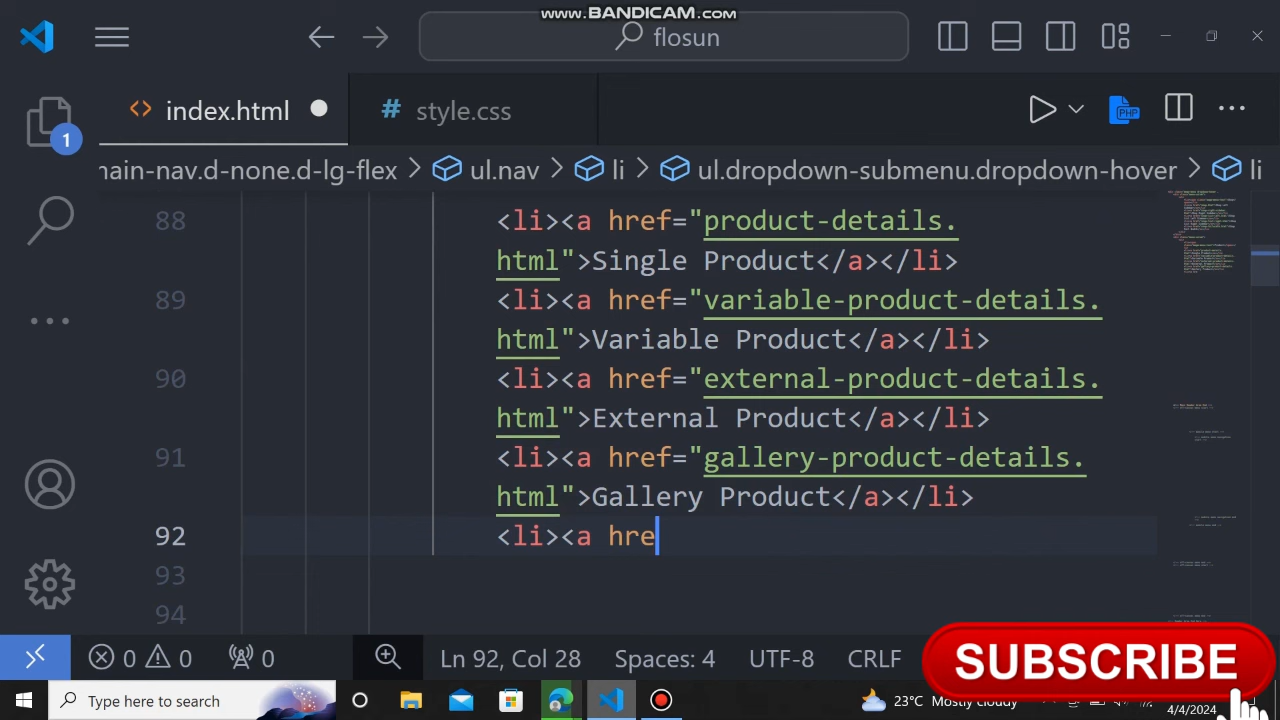 www.BANDICAM.com
flosun
index.html
style.css
PHP
1
main-nav.d-none.d-lg-flex > ul.nav > li > ul.dropdown-submenu.dropdown-hover > li
88 <li><a href="product-details.
html">Single Product</a></li>
89 <li><a href="variable-product-details.
html">Variable Product</a></li>
90 <li><a href="external-product-details.
html">External Product</a></li>
91 <li><a href="gallery-product-details.
html">Gallery Product</a></li>
92 <li><a hre
93
94
0 0 0 Ln 92, Col 28 Spaces: 4 UTF-8 CRLF
SUBSCRIBE
Type here to search
23°C Mostly cloudy
4/4/2024